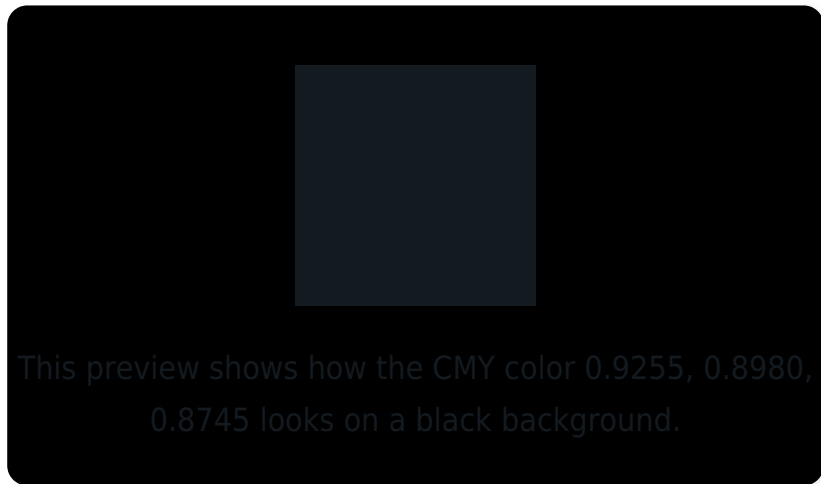 This preview shows how the CMY color 0.9255, 0.8980,
0.8745 looks on a black background.